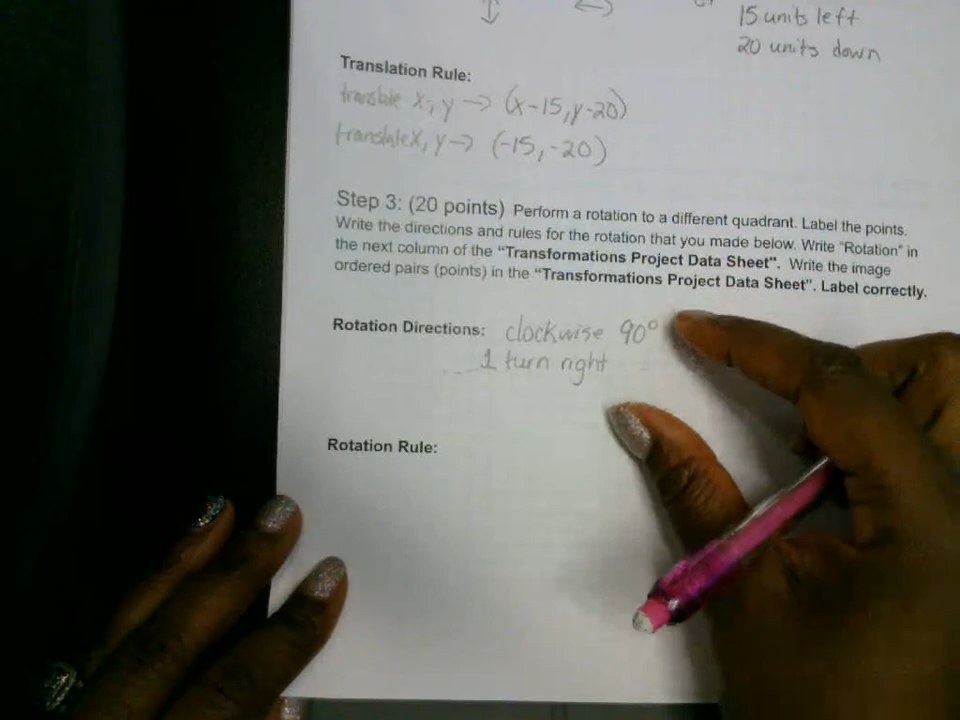 15 units left
20 units down
Translation Rule:
translate x, y → (x-15, y-20)
translate x, y → (-15, -20)
Step 3: (20 points) Perform a rotation to a different quadrant. Label the points.
Write the directions and rules for the rotation that you made below. Write "Rotation" in
the next column of the "Transformations Project Data Sheet". Write the image
ordered pairs (points) in the "Transformations Project Data Sheet". Label correctly.
Rotation Directions: clockwise 90°
1 turn right
Rotation Rule: